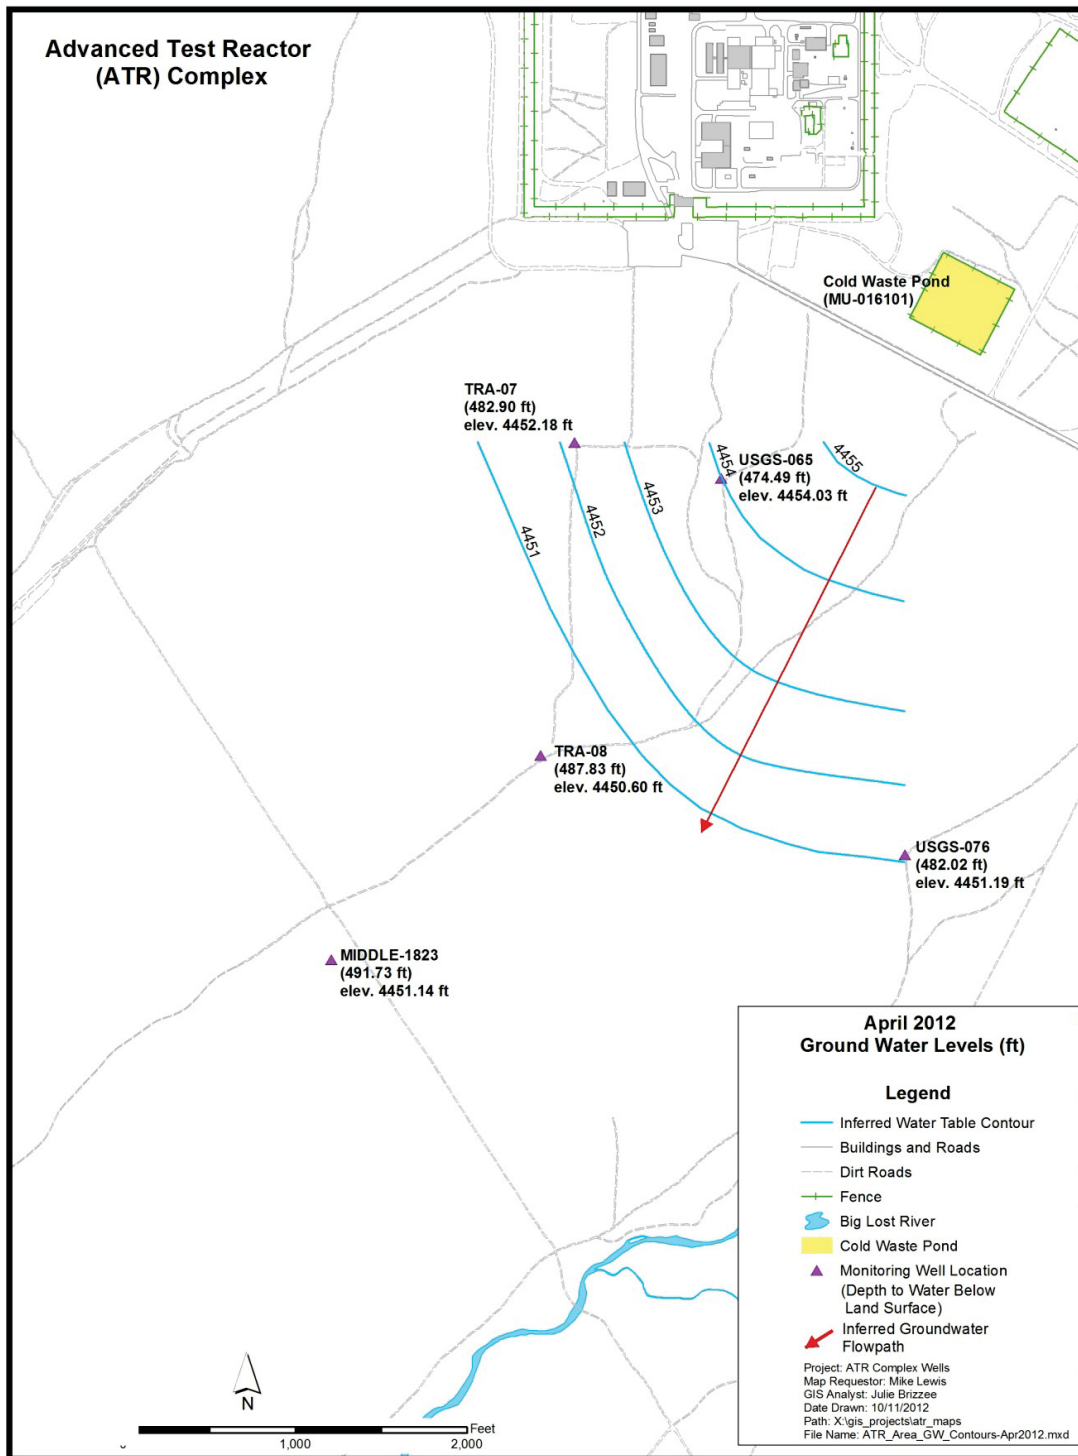 Advanced Test Reactor
(ATR) Complex
Cold Waste Pond
(MU-016101)
TRA-07
(482.90 ft)
elev. 4452.18 ft
4454
USGS-065
(474.49 ft)
elev. 4454.03 ft
4455
4453
4452
4451
TRA-08
(487.83 ft)
elev. 4450.60 ft
USGS-076
(482.02 ft)
elev. 4451.19 ft
MIDDLE-1823
(491.73 ft)
elev. 4451.14 ft
April 2012
Ground Water Levels (ft)
Legend
Inferred Water Table Contour
Buildings and Roads
Dirt Roads
Fence
Big Lost River
Cold Waste Pond
Monitoring Well Location
(Depth to Water Below
Land Surface)
Inferred Groundwater
Flowpath
Project: ATR Complex Wells
Map Requestor: Mike Lewis
GIS Analyst: Julie Brizzee
Date Drawn: 10/11/2012
Path: X:\gis_projects\atr_maps
File Name: ATR_Area_GW_Contours-Apr2012.mxd
N
Feet
1,000
2,000